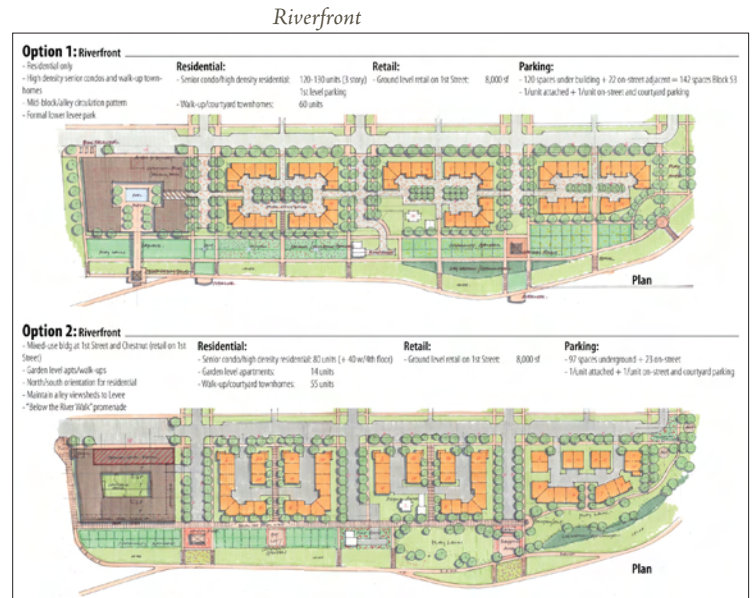 Riverfront
Option 1: Riverfront
- Residential only
- High density senior condos and walk-up town-
homes
- Mid-block/alley circulation pattern
- Formal lower levee park
Residential:
- Senior condo/high density residential: 120-130 units (3 story)
1st level parking
- Walk-up/courtyard townhomes: 60 units
Retail:
- Ground level retail on 1st Street: 8,000 sf
Parking:
- 120 spaces under building + 22 on-street adjacent = 142 spaces Block 53
- 1/unit attached + 1/unit on-street and courtyard parking
Plan
Option 2: Riverfront
- Mixed-use bldg at 1st Street and Chestnut (retail on 1st
Street)
- Garden level apts/walk-ups
- North/south orientation for residential
- Maintain alley viewsheds to Levee
- "Below the River Walk" promenade
Residential:
- Senior condo/high density residential: 80 units (+ 40 w/4th floor)
- Garden level apartments: 14 units
- Walk-up/courtyard townhomes: 55 units
Retail:
- Ground level retail on 1st Street: 8,000 sf
Parking:
- 97 spaces underground + 23 on-street
- 1/unit attached + 1/unit on-street and courtyard parking
Plan